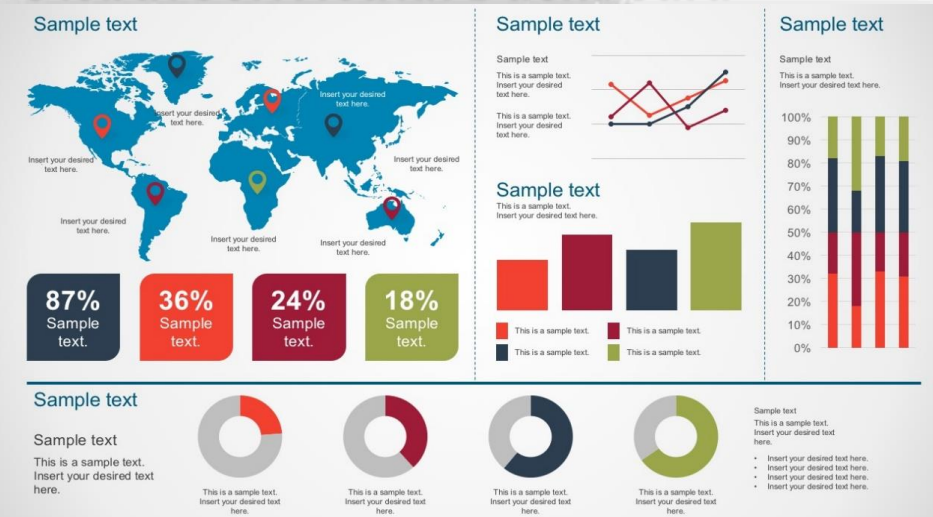 Sample text
Insert your desired
text here.
Insert your desired
text here.
Insert your desired
text here.
Insert your desired
text here.
Insert your desired
text here.
Insert your desired
text here.
Insert your desired
text here.
87%
Sample
text.
36%
Sample
text.
24%
Sample
text.
18%
Sample
text.
Sample text
Sample text
This is a sample text.
Insert your desired
text here.
This is a sample text.
Insert your desired
text here.
Sample text
This is a sample text.
Insert your desired text here.
This is a sample text.
This is a sample text.
This is a sample text.
This is a sample text.
Sample text
Sample text
This is a sample text.
Insert your desired text here.
100%
90%
80%
70%
60%
50%
40%
30%
20%
10%
0%
Sample text
Sample text
This is a sample text.
Insert your desired text
here.
This is a sample text.
Insert your desired text
here.
This is a sample text.
Insert your desired text
here.
This is a sample text.
Insert your desired text
here.
This is a sample text.
Insert your desired text
here.
Sample text
This is a sample text.
Insert your desired text
here.
• Insert your desired text here.
• Insert your desired text here.
• Insert your desired text here.
• Insert your desired text here.